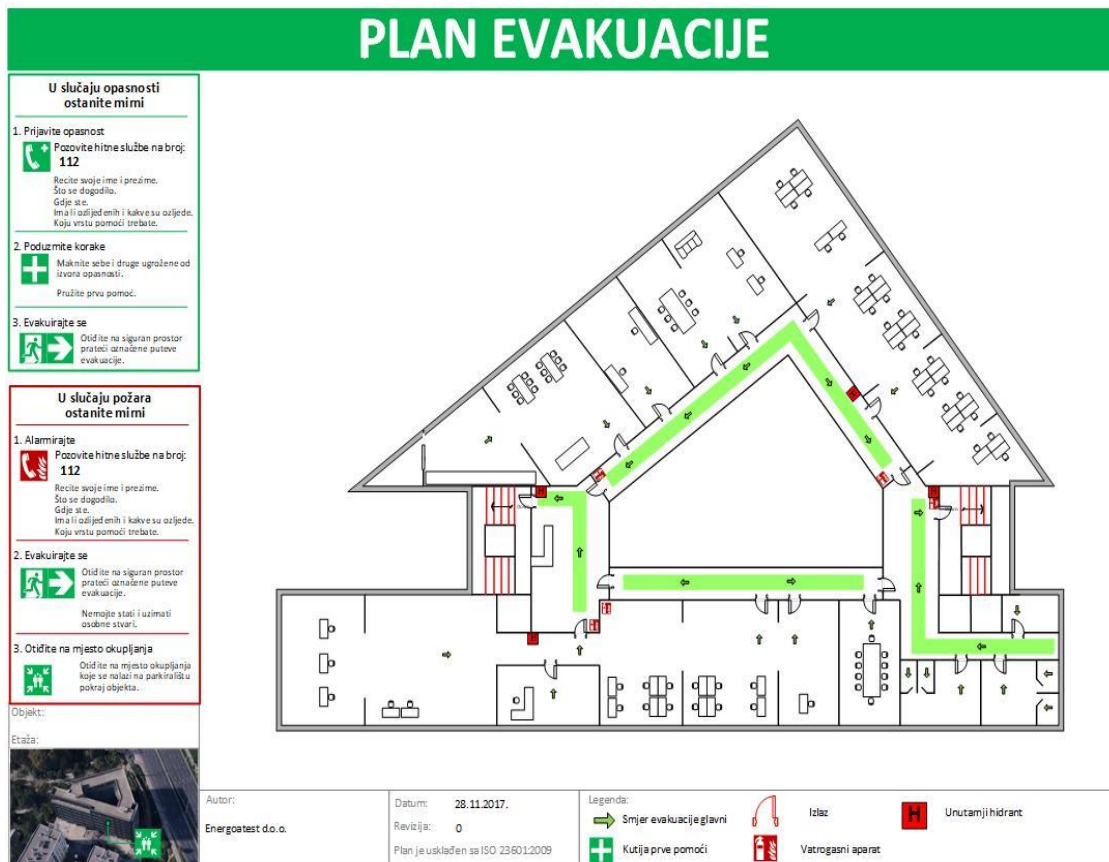 PLAN EVAKUACIJE
U slučaju opasnosti
ostanite mirni
1. Prijavite opasnost
Pozovite hitne službe na broj:
112
Recite svoje ime i prezime.
Što se dogodilo.
Gdje ste.
Ima li ozlijeđenih i kakve su ozljede.
Koju vrstu pomoći trebate.
2. Poduzmite korake
Maknite sebe i druge ugrožene od
izvora opasnosti.
Pružite prvu pomoć.
3. Evakuirajte se
Otiđite na siguran prostor
prateći označene puteve
evakuacije.
U slučaju požara
ostanite mirni
1. Alarmirajte
Pozovite hitne službe na broj:
112
Recite svoje ime i prezime.
Što se dogodilo.
Gdje ste.
Ima li ozlijeđenih i kakve su ozljede.
Koju vrstu pomoći trebate.
2. Evakuirajte se
Otiđite na siguran prostor
prateći označene puteve
evakuacije.
Nemojte stati i uzimati
osobne stvari.
3. Otiđite na mjesto okupljanja
Otiđite na mjesto okupljanja
koje se nalazi na parkiralištu
pokraj objekta.
Objekt:
Etaža:
H
H
H
H
Autor:
Energoatest d.o.o.
Datum: 28.11.2017.
Revizija: 0
Plan je usklađen sa ISO 23601:2009
Legenda:
Smjer evakuacije glavni
Kutija prve pomoći
Izlaz
Vatrogasni aparat
H
Unutarnji hidrant